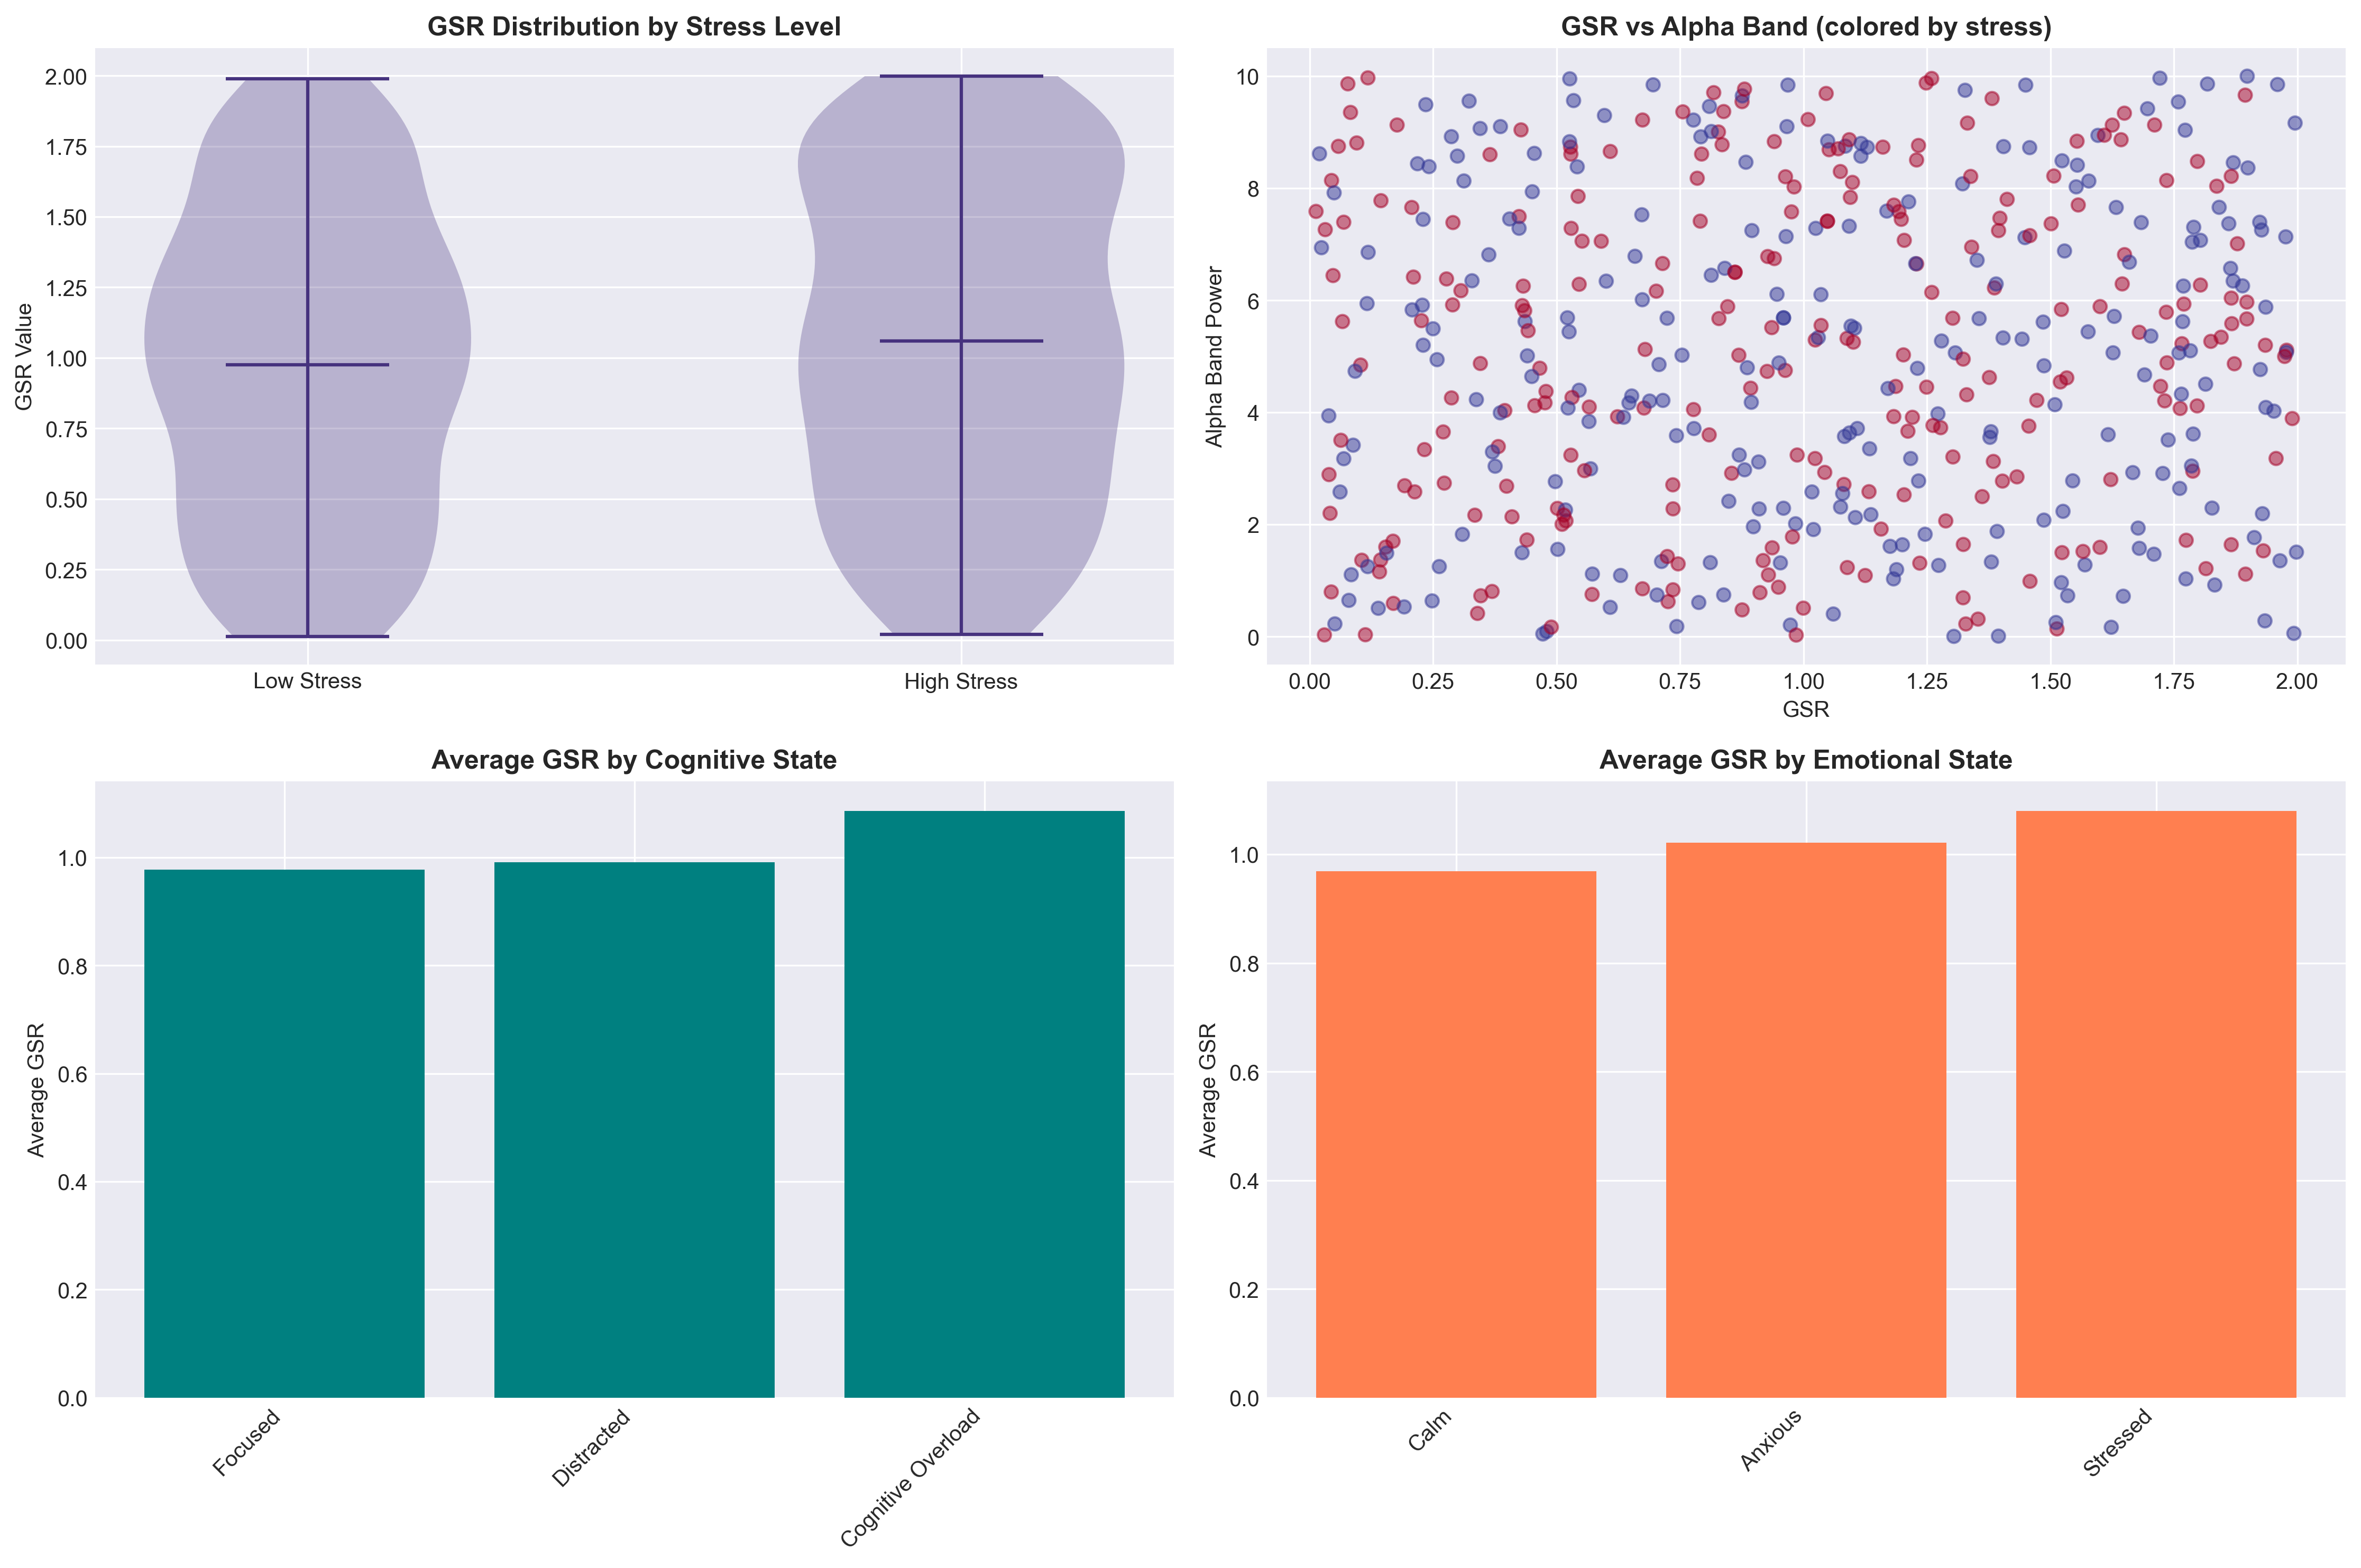 GSR Distribution by Stress Level
GSR Value
2.00
1.75
1.50
1.25
1.00
0.75
0.50
0.25
0.00
Low Stress
High Stress
GSR vs Alpha Band (colored by stress)
Alpha Band Power
10
8
6
4
2
0
0.00 0.25 0.50 0.75 1.00 1.25 1.50 1.75 2.00
GSR
Average GSR by Cognitive State
Average GSR
1.0
0.8
0.6
0.4
0.2
0.0
Focused
Distracted
Cognitive Overload
Average GSR by Emotional State
Average GSR
1.0
0.8
0.6
0.4
0.2
0.0
Calm
Anxious
Stressed